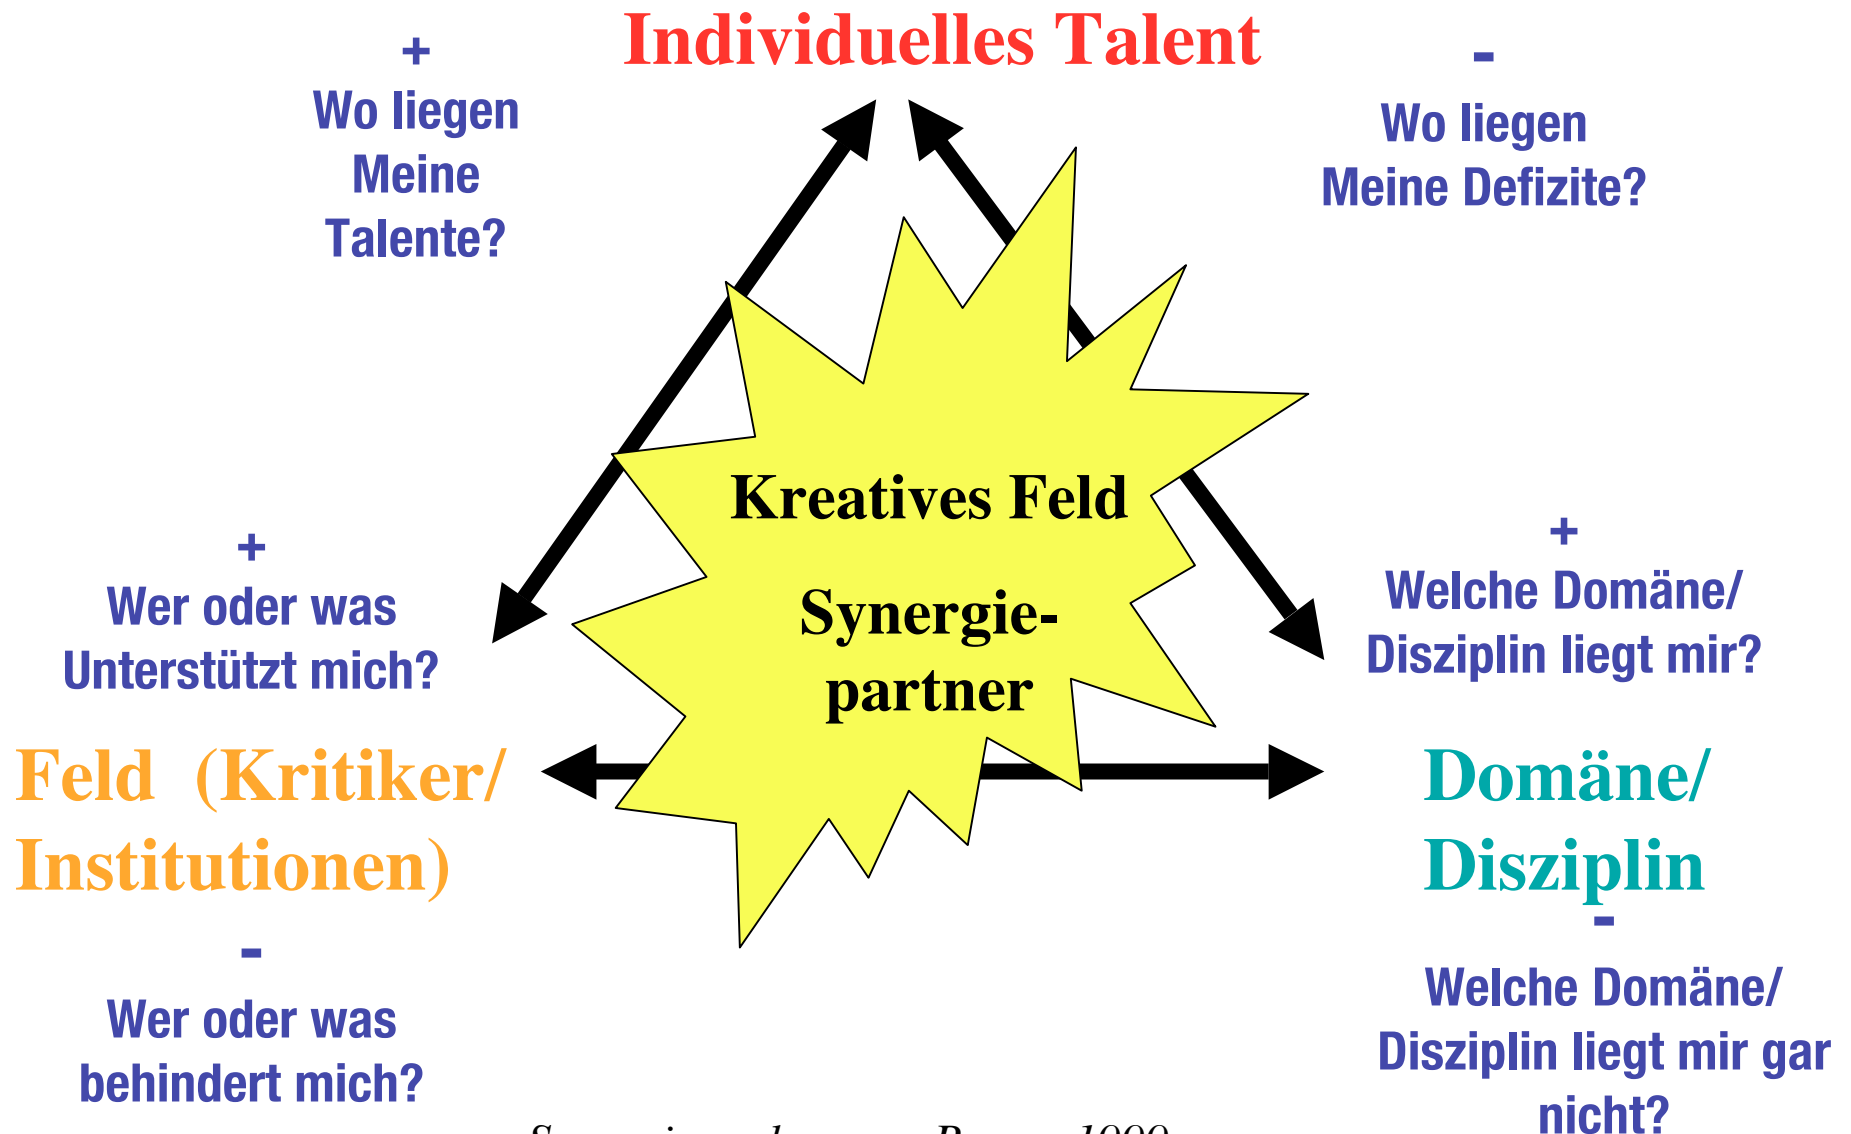 Individuelles Talent
+
Wo liegen
Meine
Talente?
-
Wo liegen
Meine Defizite?
Kreatives Feld
Synergie-
partner
+
Wer oder was
Unterstützt mich?
Feld (Kritiker/
Institutionen)
-
Wer oder was
behindert mich?
+
Welche Domäne/
Disziplin liegt mir?
Domäne/
Disziplin
-
Welche Domäne/
Disziplin liegt mir gar
nicht?
1999